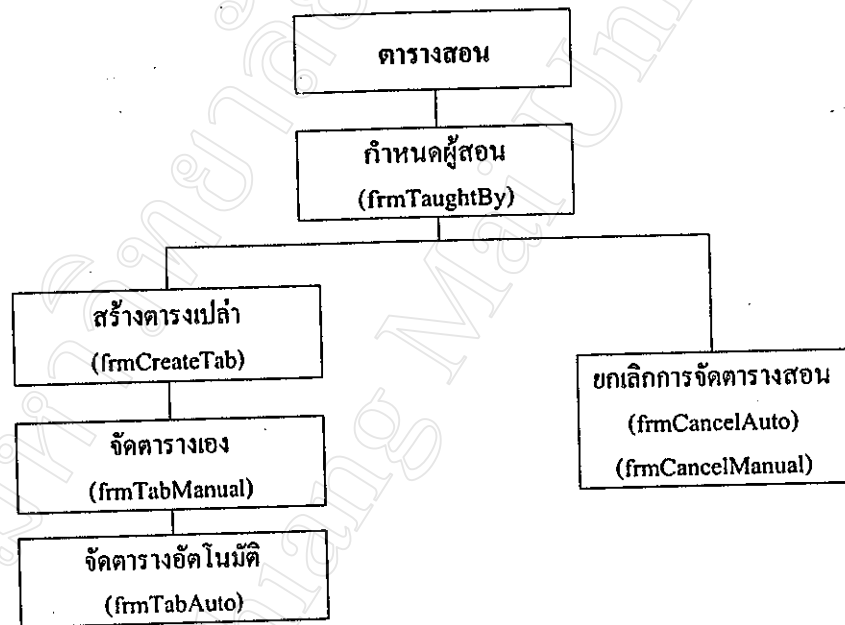 ตารางสอน
กำหนดผู้สอน
(frmTaughtBy)
สร้างตารงเปล่า
(frmCreateTab)
จัดตารางเอง
(frmTabManual)
จัดตารางอัตโนมัติ
(frmTabAuto)
ยกเลิกการจัดตารางสอน
(frmCancelAuto)
(frmCancelManual)